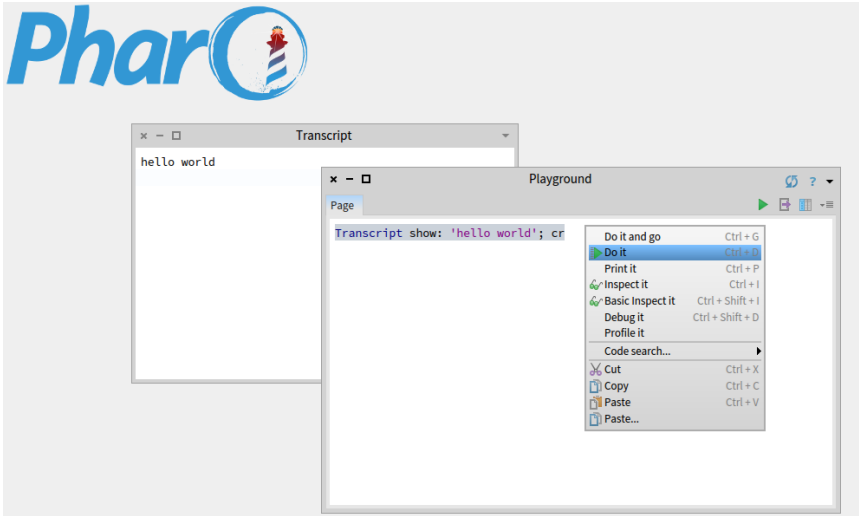 Pharo
Transcript
hello world
Playground
?
Page
Transcript show: 'hello world'; cr
Do it and go Ctrl + G
Do it Ctrl + D
Print it Ctrl + P
Inspect it Ctrl + I
Basic Inspect it Ctrl + Shift + I
Debug it Ctrl + Shift + D
Profile it
Code search...
Cut Ctrl + X
Copy Ctrl + C
Paste Ctrl + V
Paste...